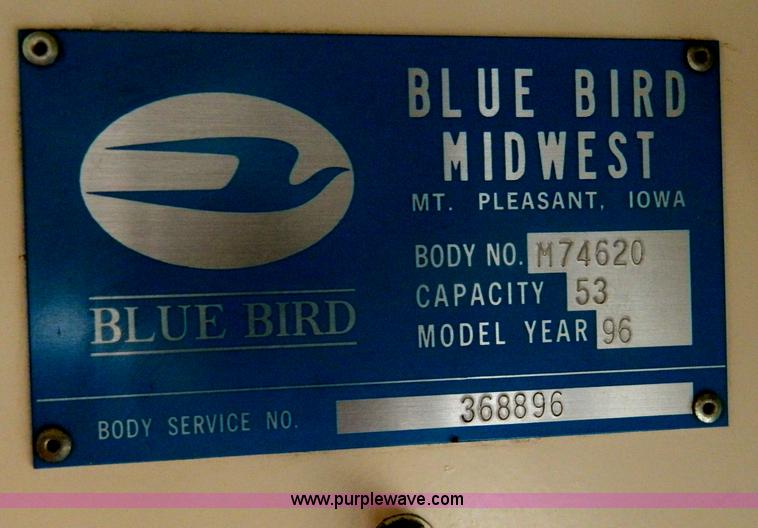 BLUE BIRD
MIDWEST
MT. PLEASANT, IOWA
BODY NO. M74620
CAPACITY 53
MODEL YEAR 96
BLUE BIRD
BODY SERVICE NO. 368896
www.purplewave.com